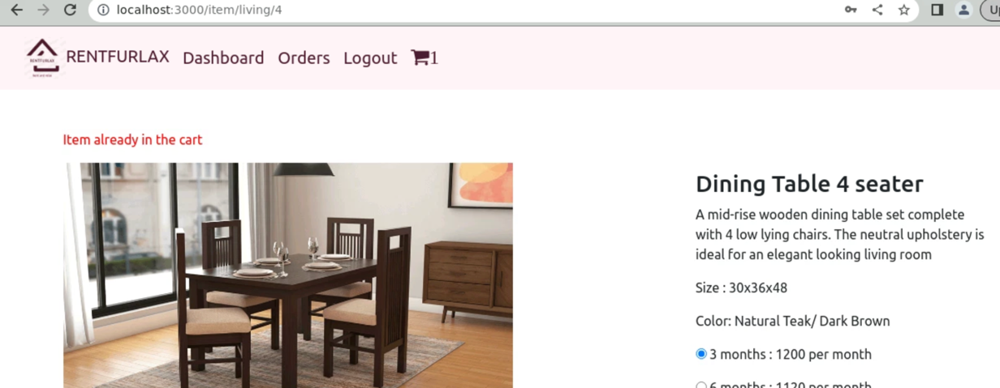 localhost:3000/item/living/4
RENTFURLAX
RENTFURLAX Dashboard Orders Logout 1
Item already in the cart
Dining Table 4 seater
A mid-rise wooden dining table set complete
with 4 low lying chairs. The neutral upholstery is
ideal for an elegant looking living room
Size : 30x36x48
Color: Natural Teak/ Dark Brown
3 months : 1200 per month
6 months : 1120 per month